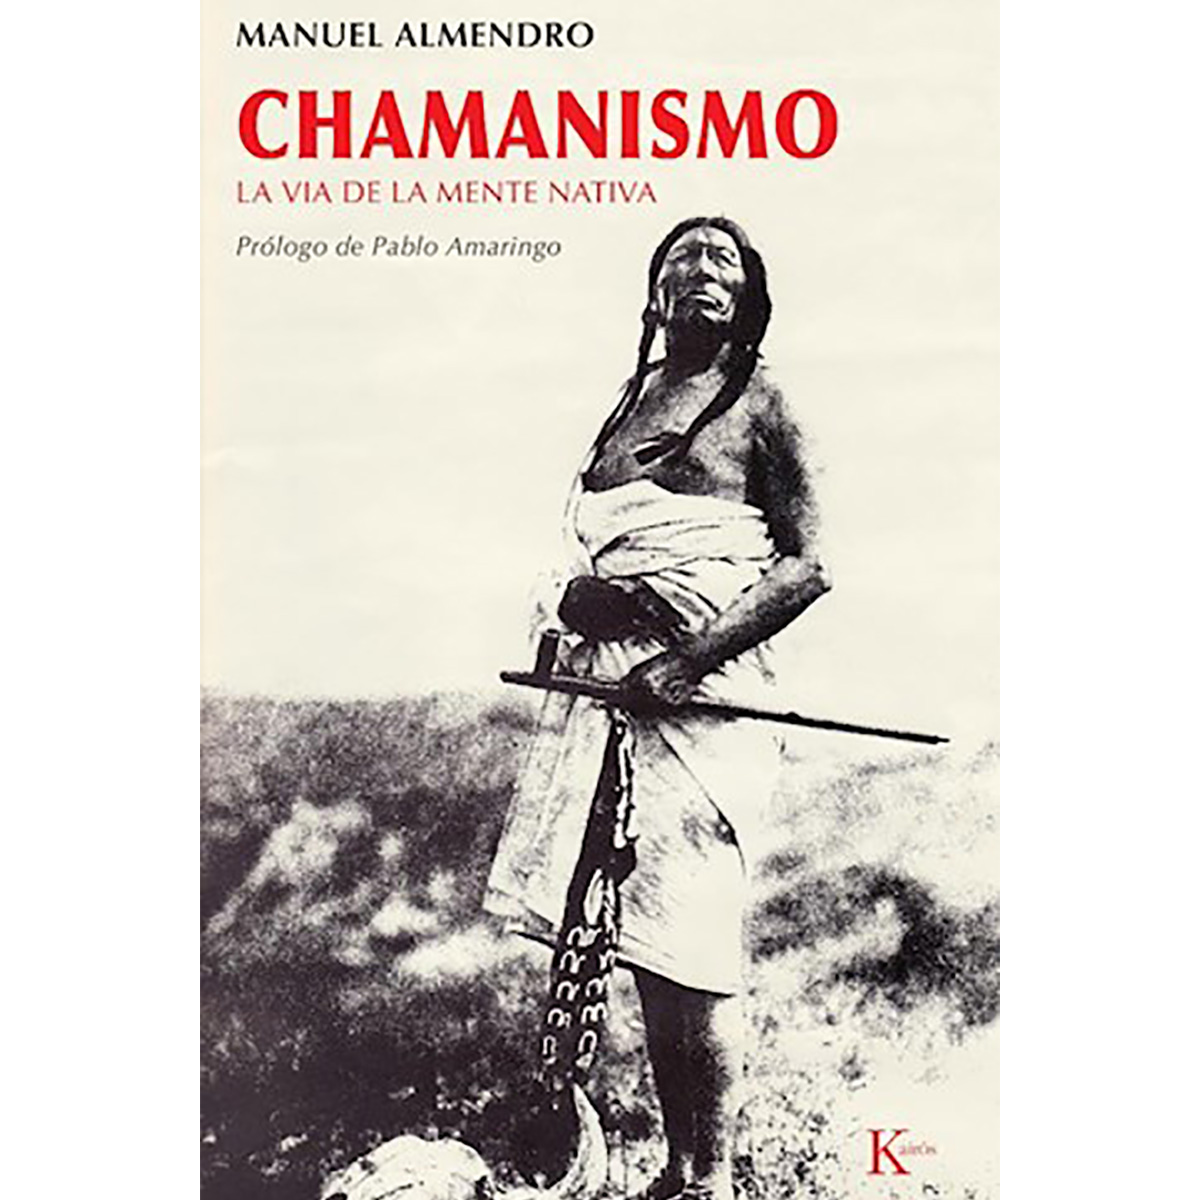 MANUEL ALMENDRO
CHAMANISMO
LA VIA DE LA MENTE NATIVA
Prólogo de Pablo Amaringo
Kairós